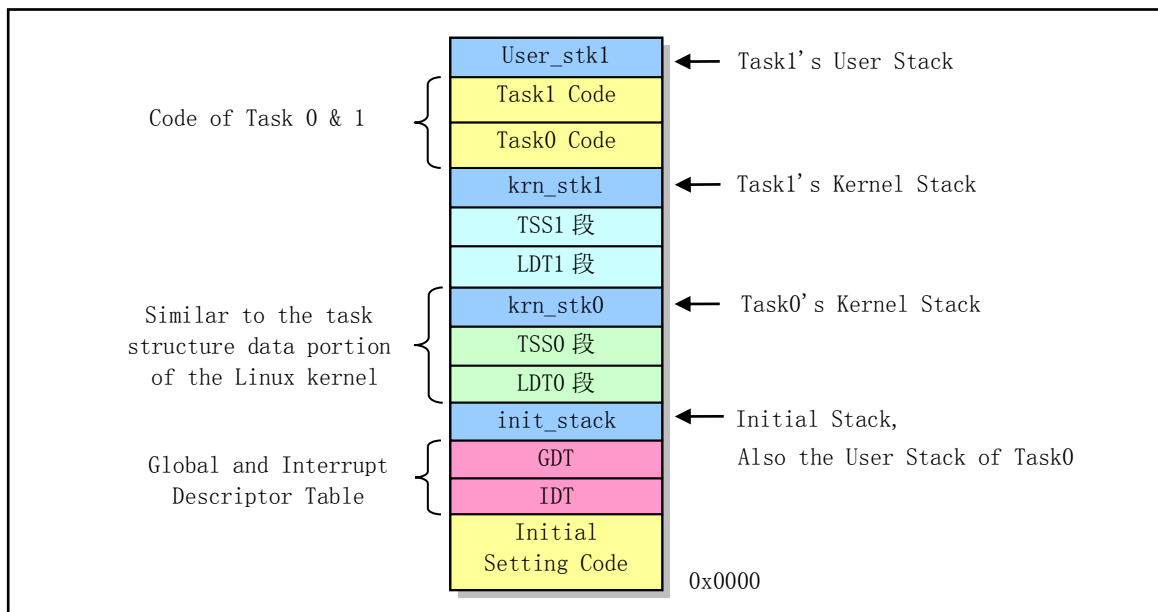 User_stk1
Task1's User Stack
Task1 Code
Code of Task 0 & 1
Task0 Code
krn_stk1
Task1's Kernel Stack
TSS1 段
LDT1 段
krn_stk0
Task0's Kernel Stack
Similar to the task
structure data portion
of the Linux kernel
TSS0 段
LDT0 段
init_stack
Initial Stack,
Also the User Stack of Task0
Global and Interrupt
Descriptor Table
GDT
IDT
Initial
Setting Code
0x0000